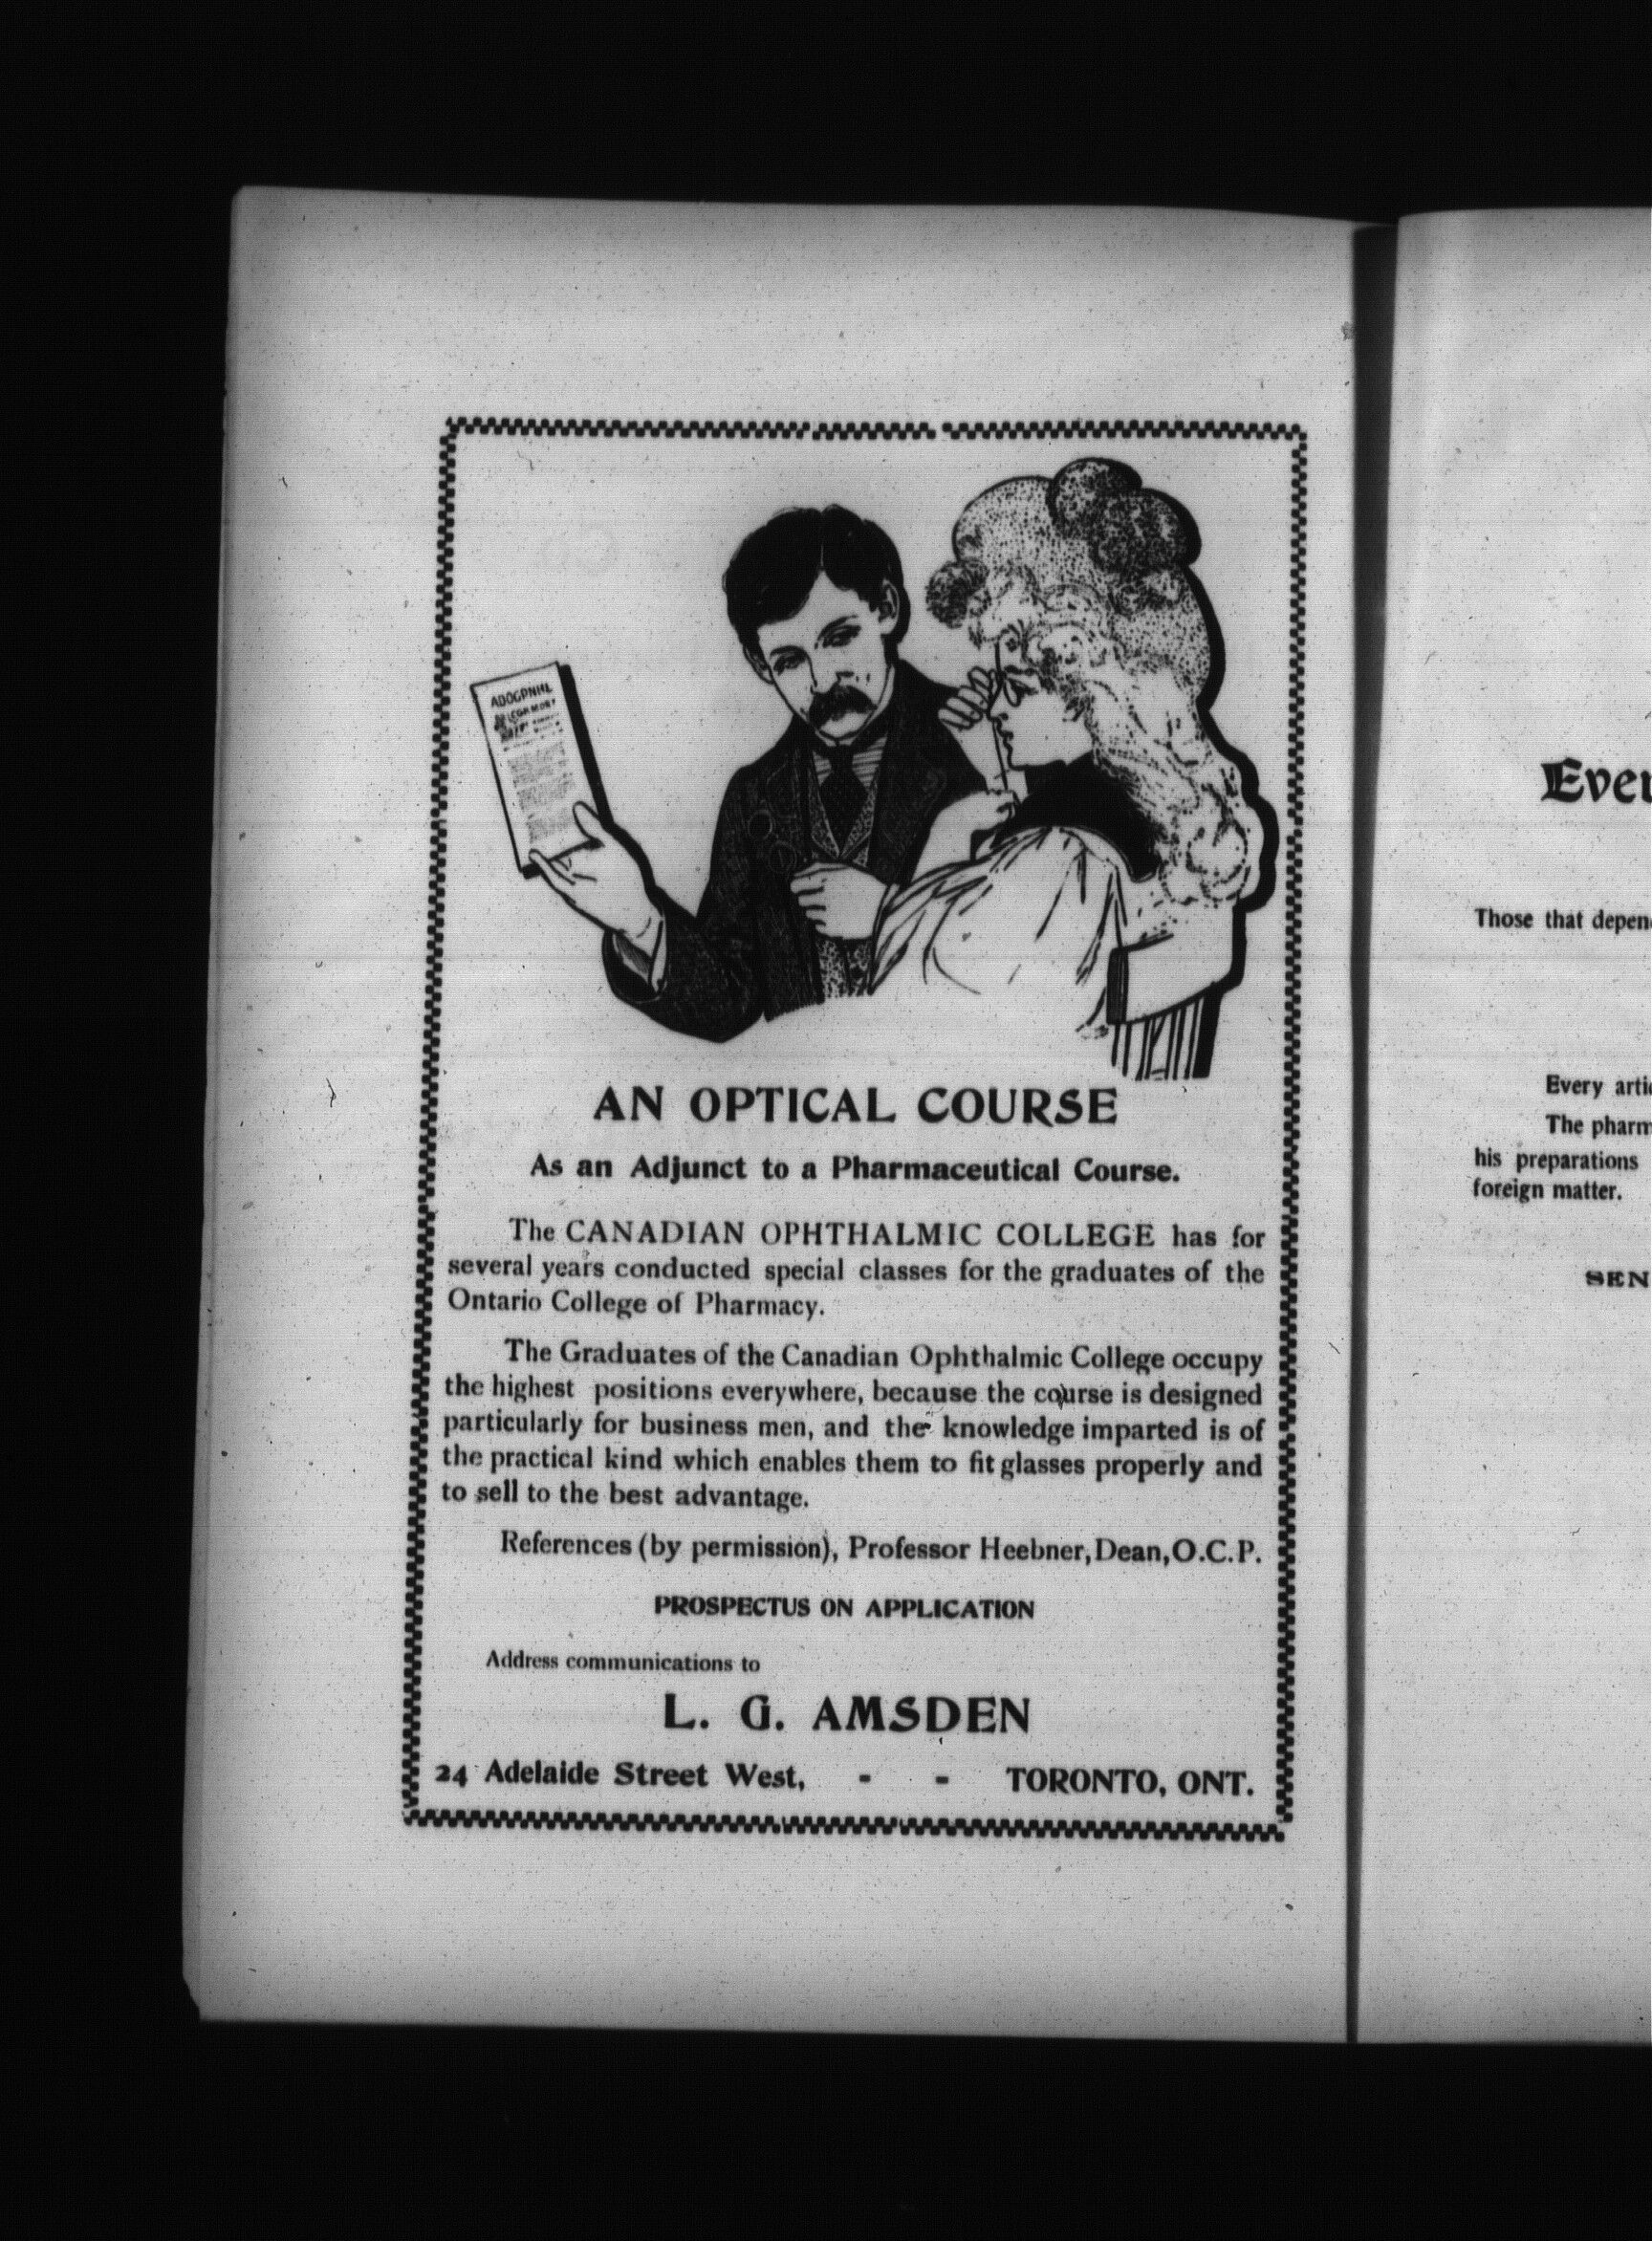 ADOGPNHL
AN OPTICAL COURSE
As an Adjunct to a Pharmaceutical Course.
The CANADIAN OPHTHALMIC COLLEGE has for
several years conducted special classes for the graduates of the
Ontario College of Pharmacy.
The Graduates of the Canadian Ophthalmic College occupy
the highest positions everywhere, because the course is designed
particularly for business men, and the knowledge imparted is of
the practical kind which enables them to fit glasses properly and
to sell to the best advantage.
References (by permission), Professor Heebner, Dean, O.C.P.
PROSPECTUS ON APPLICATION
Address communications to
L. G. AMSDEN
24 Adelaide Street West, - - TORONTO, ONT.
Ever
Those that depen
Every arti
The pharm
his preparations
foreign matter.
SEN